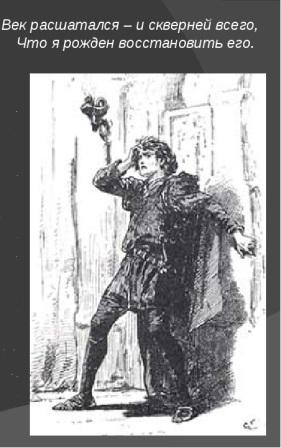 Век расшатался – и скверней всего,
Что я рожден восстановить его.